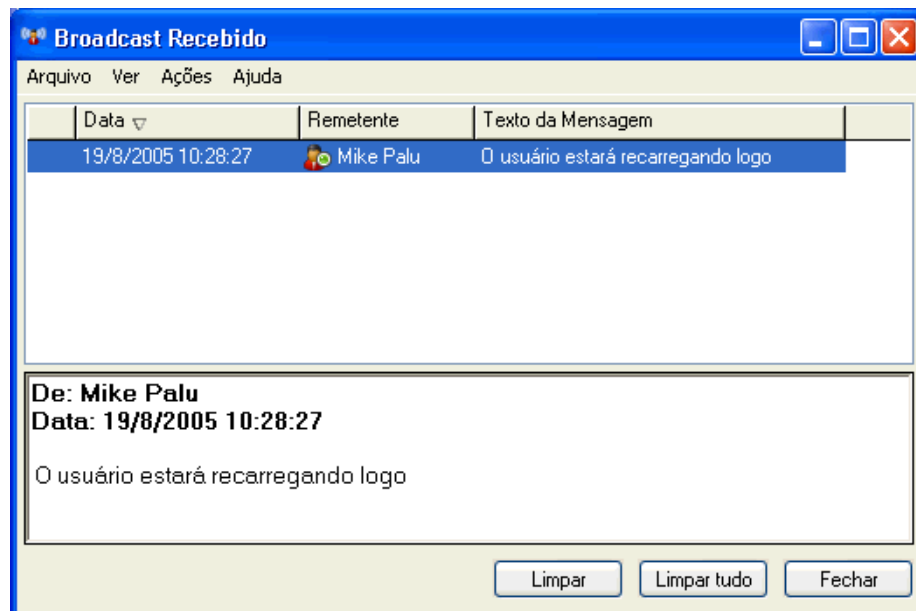 Broadcast Recebido
Arquivo Ver Ações Ajuda
Data Remetente Texto da Mensagem
19/8/2005 10:28:27 Mike Palu O usuário estará recarregando logo
De: Mike Palu
Data: 19/8/2005 10:28:27
O usuário estará recarregando logo
Limpar Limpar tudo Fechar